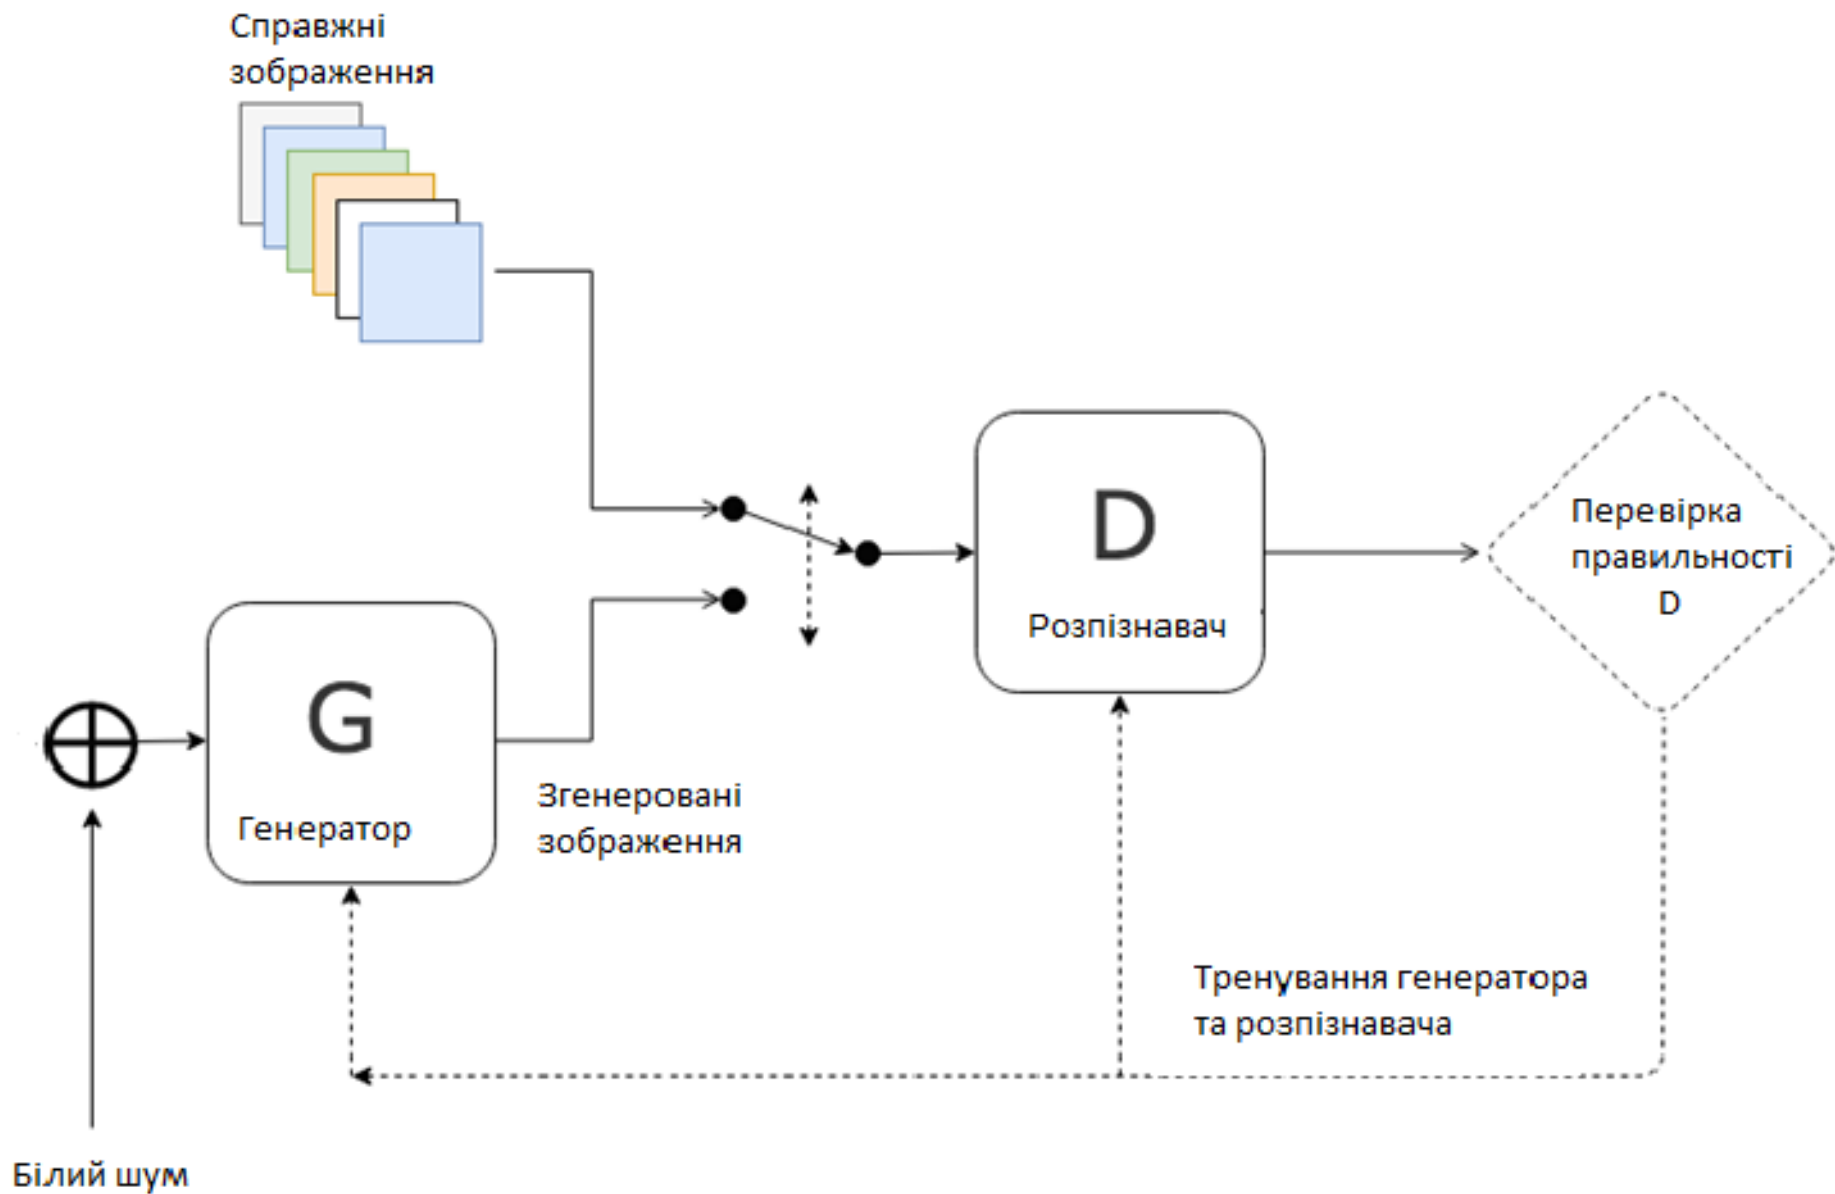 Справжні
зображення
D
Розпізнавач
Перевірка
правильності
D
G
Генератор
Згенеровані
зображення
Тренування генератора
та розпізнавача
Білий шум